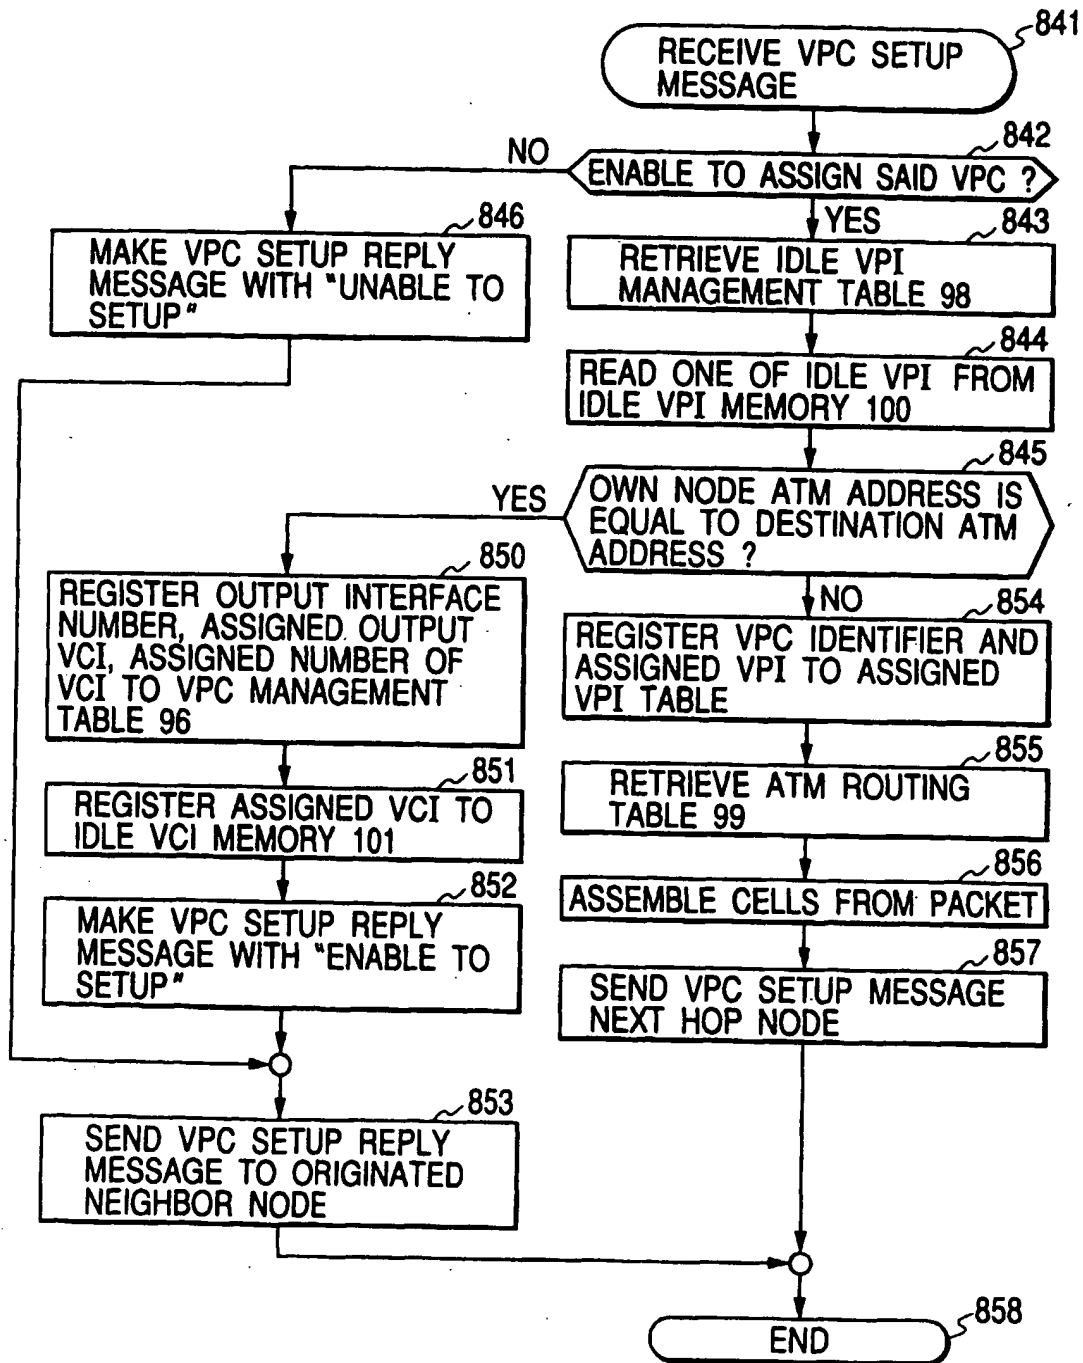 841
RECEIVE VPC SETUP
MESSAGE
842
NO
ENABLE TO ASSIGN SAID VPC ?
YES
846
MAKE VPC SETUP REPLY
MESSAGE WITH "UNABLE TO
SETUP"
843
RETRIEVE IDLE VPI
MANAGEMENT TABLE 98
844
READ ONE OF IDLE VPI FROM
IDLE VPI MEMORY 100
845
YES
OWN NODE ATM ADDRESS IS
EQUAL TO DESTINATION ATM
ADDRESS ?
NO
850
REGISTER OUTPUT INTERFACE
NUMBER, ASSIGNED OUTPUT
VCI, ASSIGNED NUMBER OF
VCI TO VPC MANAGEMENT
TABLE 96
854
REGISTER VPC IDENTIFIER AND
ASSIGNED VPI TO ASSIGNED
VPI TABLE
851
REGISTER ASSIGNED VCI TO
IDLE VCI MEMORY 101
855
RETRIEVE ATM ROUTING
TABLE 99
852
MAKE VPC SETUP REPLY
MESSAGE WITH "ENABLE TO
SETUP"
856
ASSEMBLE CELLS FROM PACKET
857
SEND VPC SETUP MESSAGE
NEXT HOP NODE
853
SEND VPC SETUP REPLY
MESSAGE TO ORIGINATED
NEIGHBOR NODE
858
END